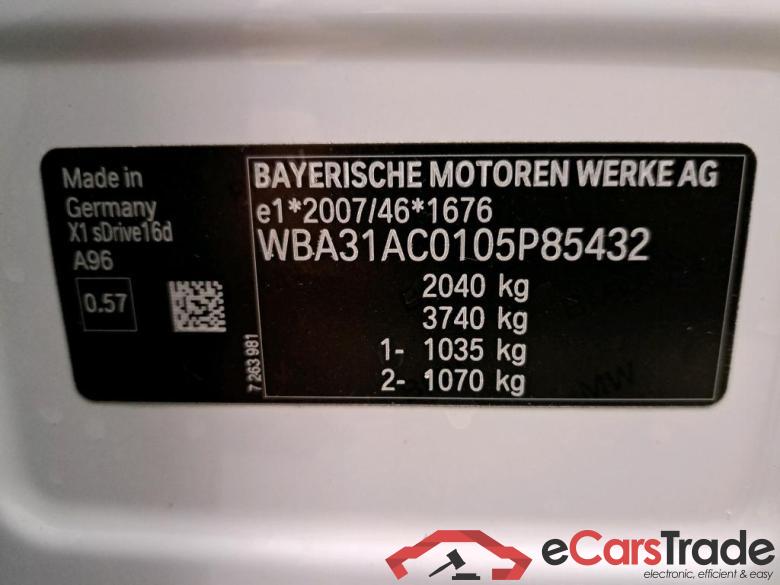 Made in
Germany
X1 sDrive16d
A96
0.57
7 263 981
BAYERISCHE MOTOREN WERKE AG
e1*2007/46*1676
WBA31AC0105P85432
2040 kg
3740 kg
1- 1035 kg
2- 1070 kg
eCarsTrade
electronic, efficient & easy